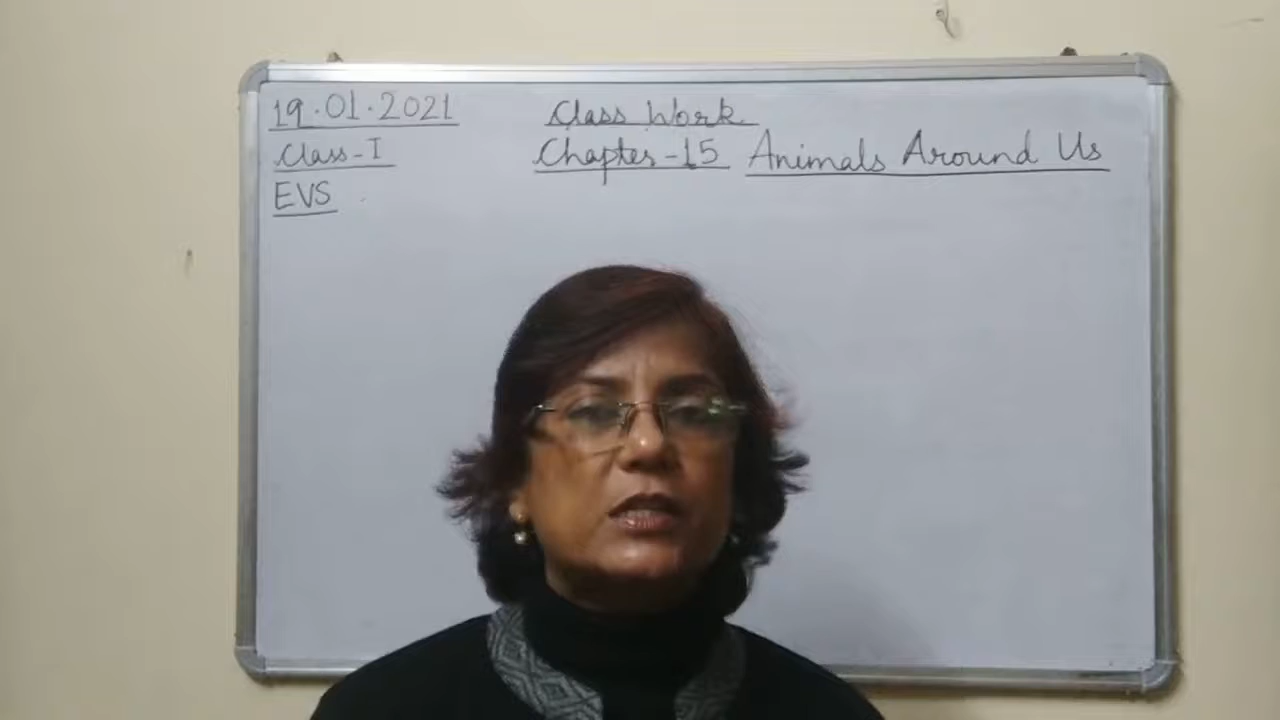 19.01.2021
Class Work
Class-I
Chapter-15 Animals Around Us
EVS